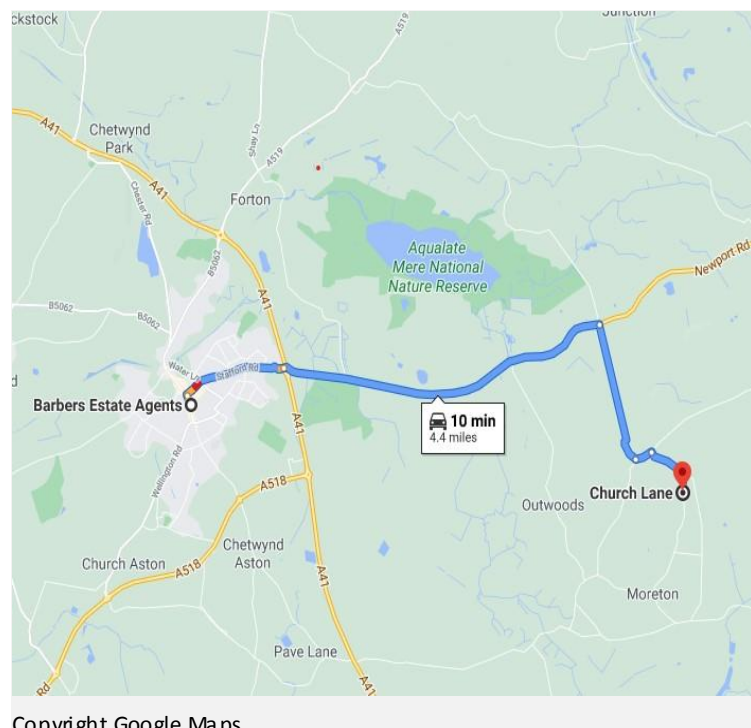 ckstock
Junction
A519
A41
Chetwynd
Park
Shay Ln
A519
A41
Chester Rd
Forton
B5062
Aqualate
Mere National
Nature Reserve
Newport Rd
A41
B5062
B5062
Water Ln
Stafford Rd
d
Barbers Estate Agents
10 min
4.4 miles
A41
Wellington Rd
A518
Church Lane
Outwoods
Church Aston
Chetwynd
Aston
A518
A41
Moreton
Pave Lane
Rd
A41
Copyright Google Maps